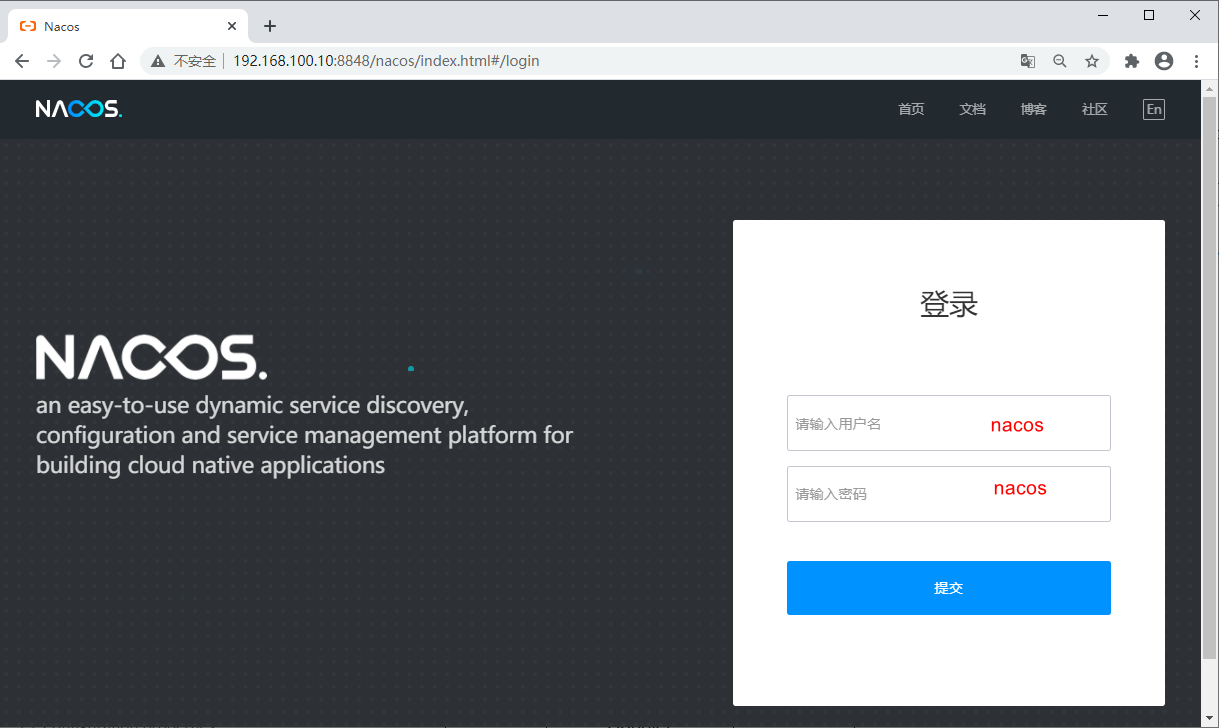 Nacos
不安全
192.168.100.10:8848/nacos/index.html#/login
NACOS.
首页 文档 博客 社区 En
NACOS.
an easy-to-use dynamic service discovery,
configuration and service management platform for
building cloud native applications
登录
请输入用户名 nacos
请输入密码 nacos
提交